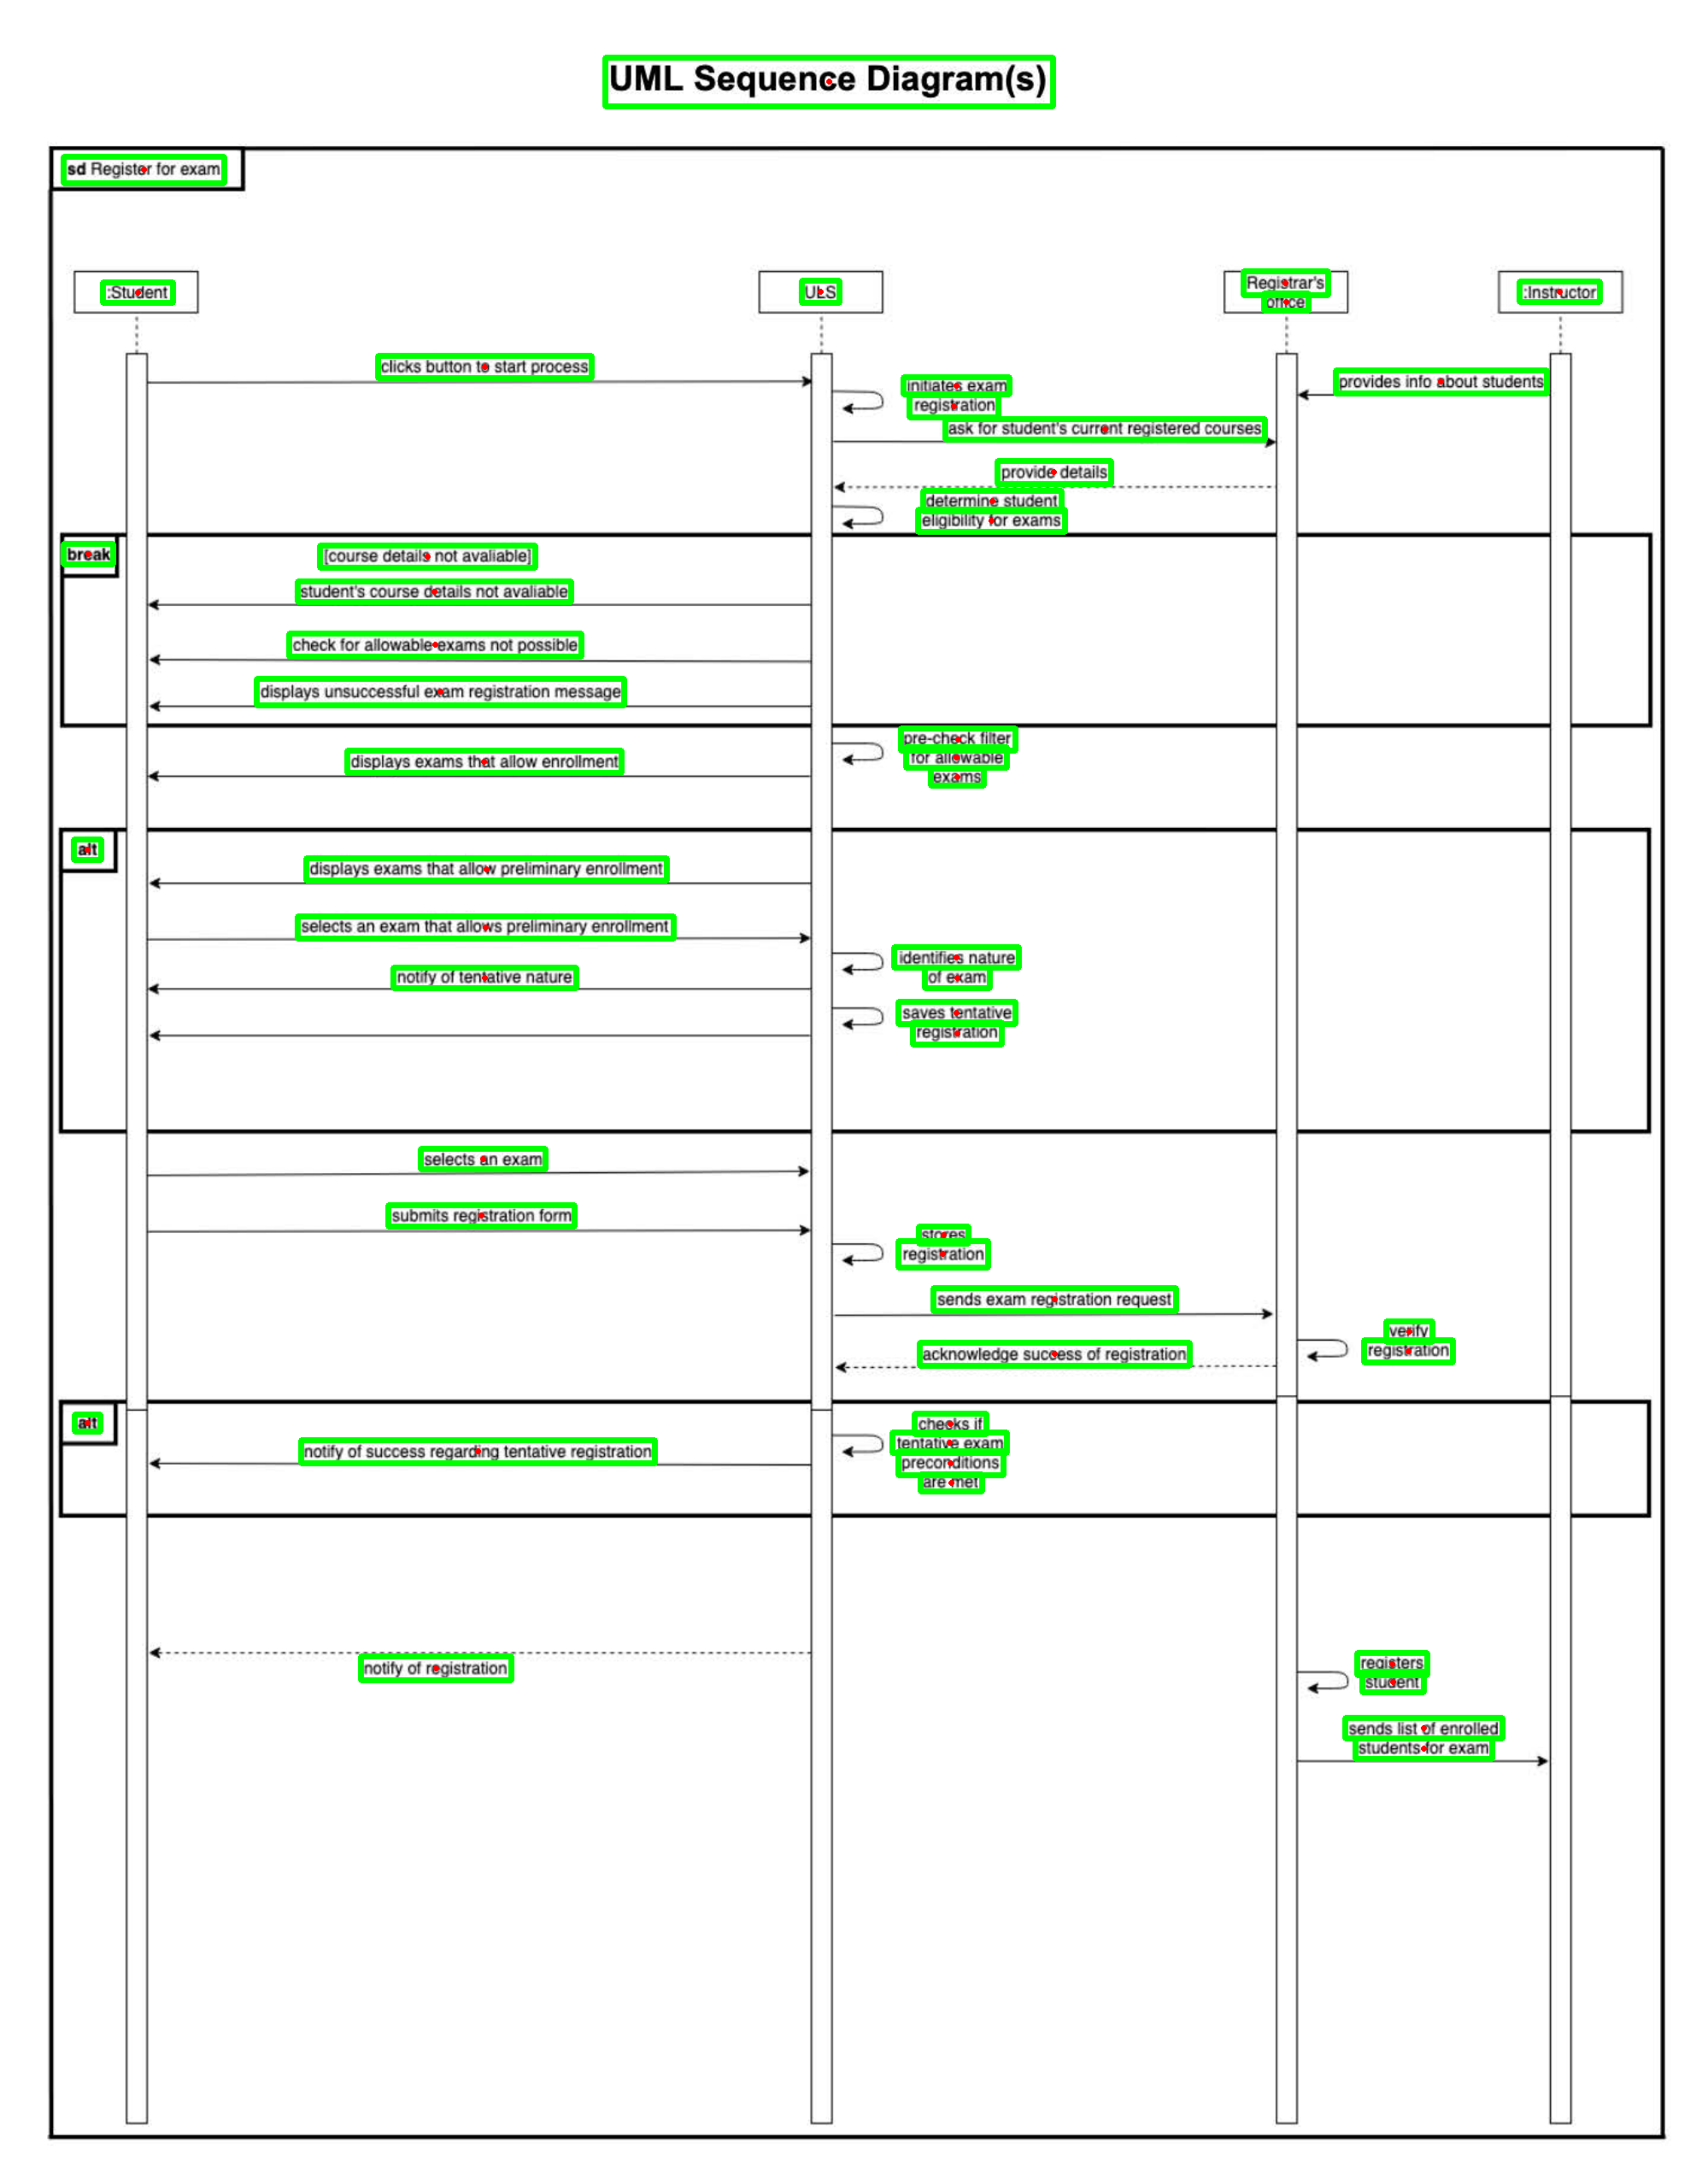 UML Sequence Diagram(s)
sd Register for exam
:Student
ULS
Registrar's
office
:Instructor
clicks button to start process
provides info about students
initiates exam
registration
ask for student's current registered courses
provide details
determine student
eligibility for exams
break
[course details not avaliable]
student's course details not avaliable
check for allowable exams not possible
displays unsuccessful exam registration message
pre-check filter
for allowable
exams
displays exams that allow enrollment
alt
displays exams that allow preliminary enrollment
selects an exam that allows preliminary enrollment
identifies nature
of exam
notify of tentative nature
saves tentative
registration
selects an exam
submits registration form
stores
registration
sends exam registration request
verify
registration
acknowledge success of registration
alt
checks if
tentative exam
preconditions
are met
notify of success regarding tentative registration
notify of registration
registers
student
sends list of enrolled
students for exam